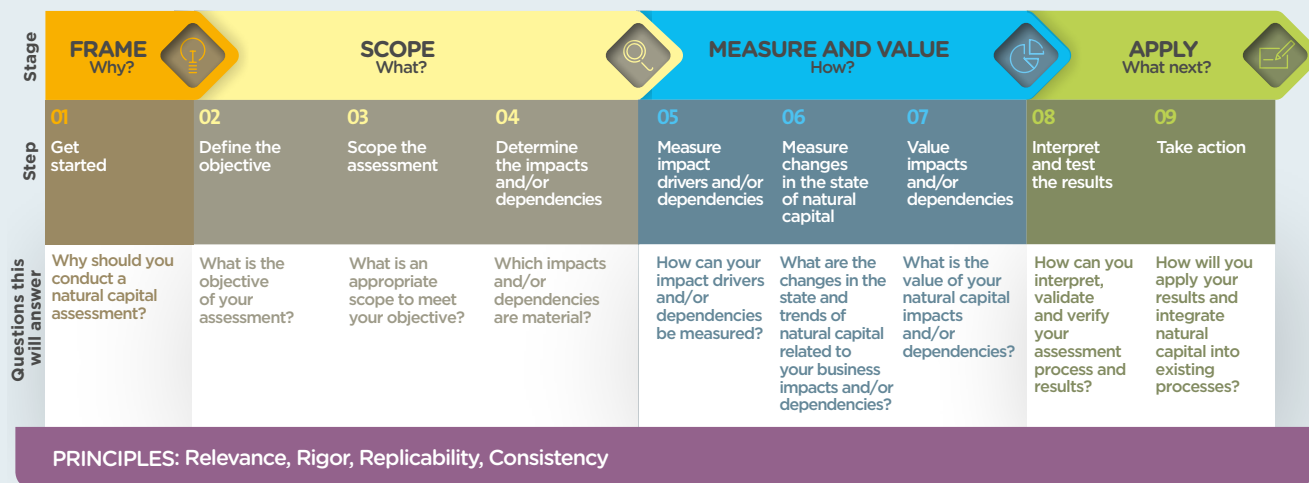 Stage
FRAME
Why?
SCOPE
What?
MEASURE AND VALUE
How?
APPLY
What next?
Step
01
Get
started
02
Define the
objective
03
Scope the
assessment
04
Determine
the impacts
and/or
dependencies
05
Measure
impact
drivers and/or
dependencies
06
Measure
changes
in the state
of natural
capital
07
Value
impacts
and/or
dependencies
08
Interpret
and test
the results
09
Take action
Questions this
will answer
Why should you
conduct a
natural capital
assessment?
What is the
objective
of your
assessment?
What is an
appropriate
scope to meet
your objective?
Which impacts
and/or
dependencies
are material?
How can your
impact drivers
and/or
dependencies
be measured?
What are the
changes in the
state and
trends of
natural capital
related to
your business
impacts and/or
dependencies?
What is the
value of your
natural capital
impacts
and/or
dependencies?
How can you
interpret,
validate
and verify
your
assessment
process and
results?
How will you
apply your
results and
integrate
natural
capital into
existing
processes?
PRINCIPLES: Relevance, Rigor, Replicability, Consistency